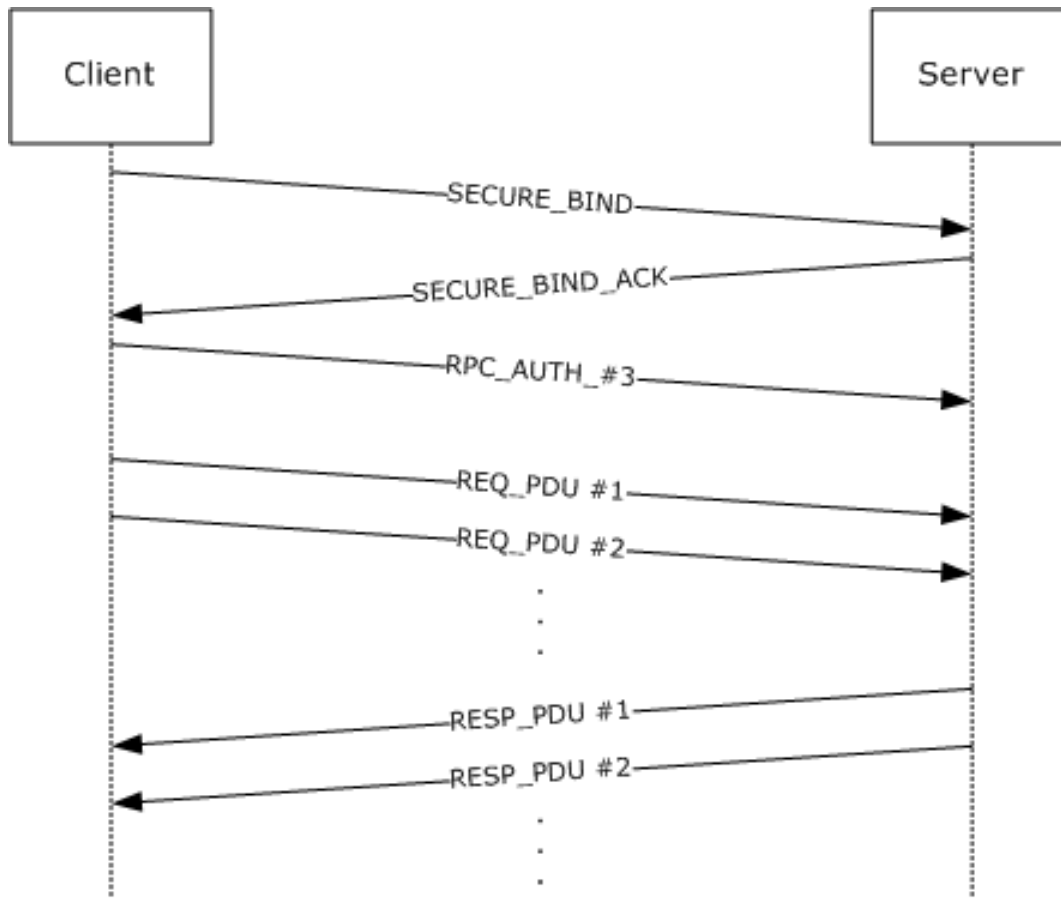 Client
Server
SECURE_BIND
SECURE_BIND_ACK
RPC_AUTH_#3
REQ_PDU #1
REQ_PDU #2
RESP_PDU #1
RESP_PDU #2